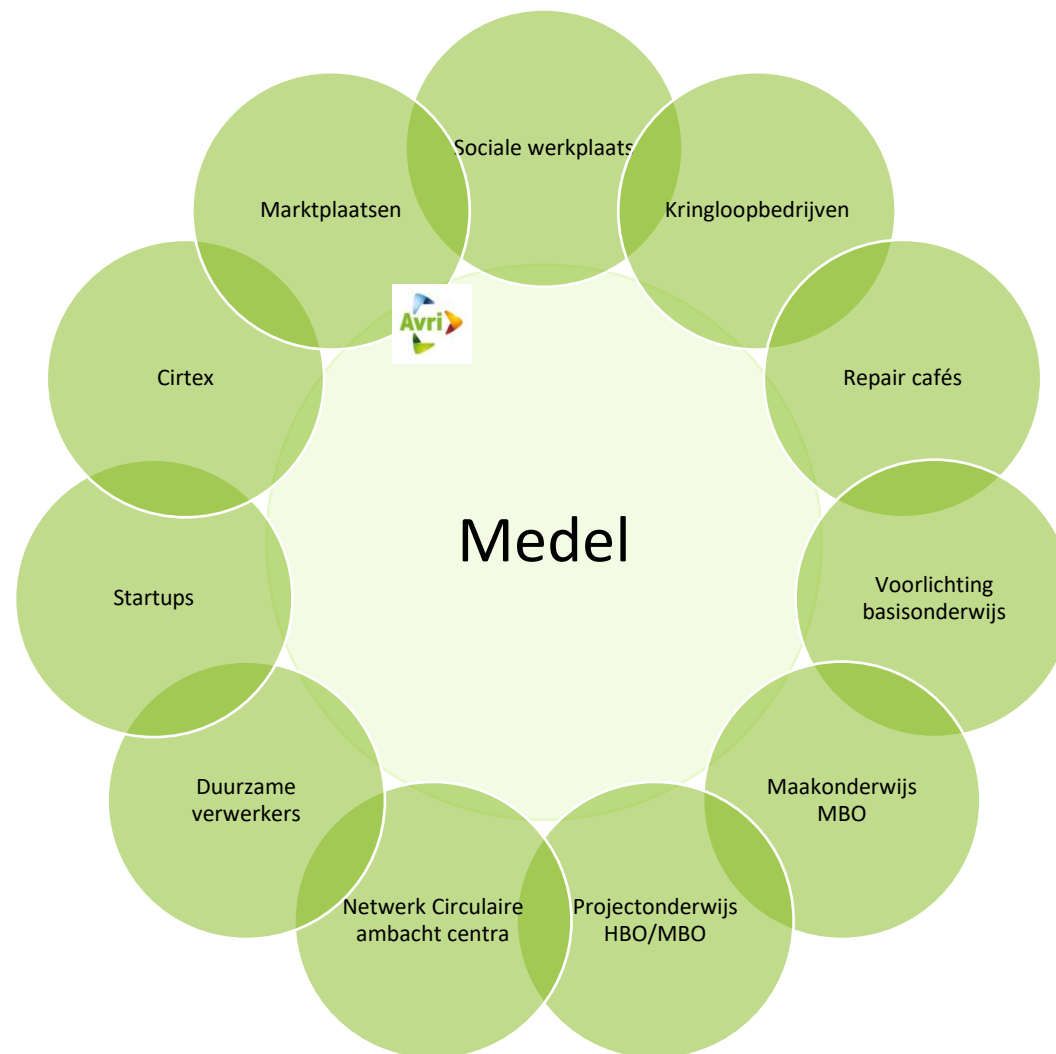 Sociale werkplaats
Kringloopbedrijven
Marktplaatsen
Avri
Cirtex
Repair cafés
Medel
Startups
Voorlichting
basisonderwijs
Duurzame
verwerkers
Maakonderwijs
MBO
Netwerk Circulaire
ambacht centra
Projectonderwijs
HBO/MBO